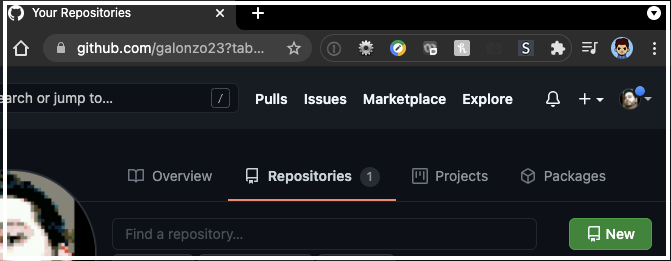 Your Repositories
github.com/galonzo23?tab...
earch or jump to... /
Pulls Issues Marketplace Explore
Overview Repositories 1 Projects Packages
Find a repository...
New